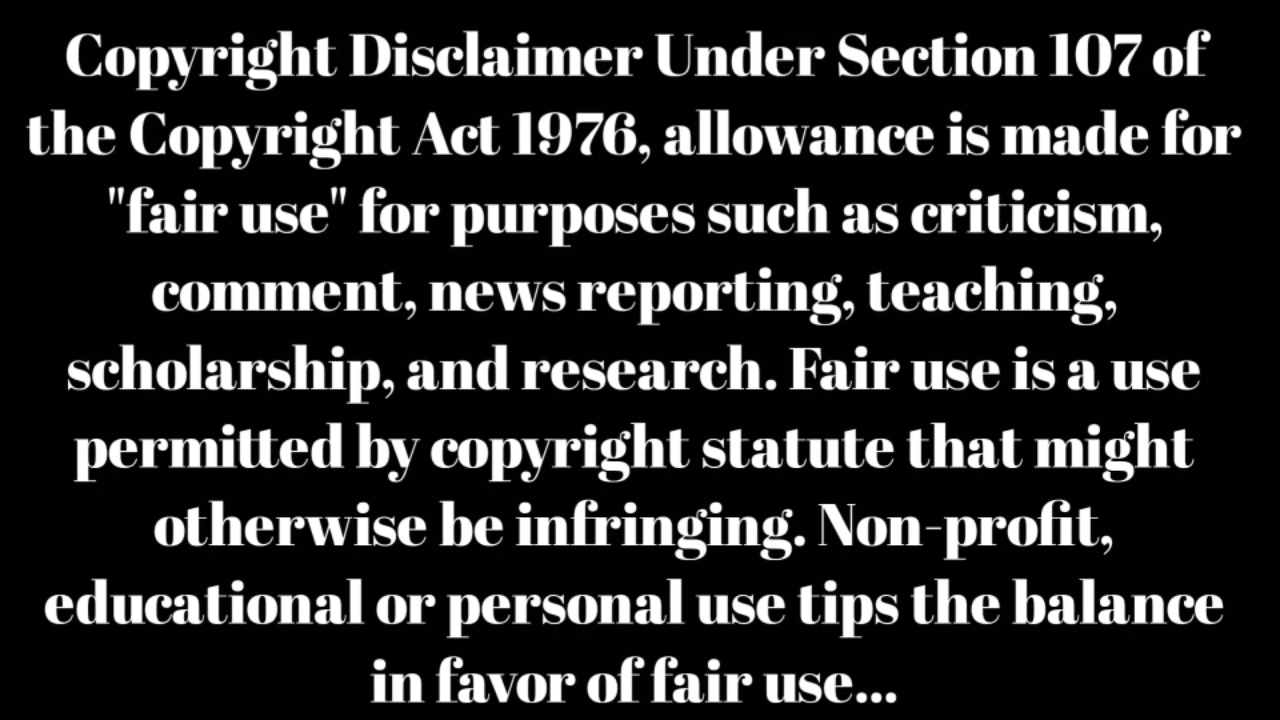 Copyright Disclaimer Under Section 107 of
the Copyright Act 1976, allowance is made for
"fair use" for purposes such as criticism,
comment, news reporting, teaching,
scholarship, and research. Fair use is a use
permitted by copyright statute that might
otherwise be infringing. Non-profit,
educational or personal use tips the balance
in favor of fair use...